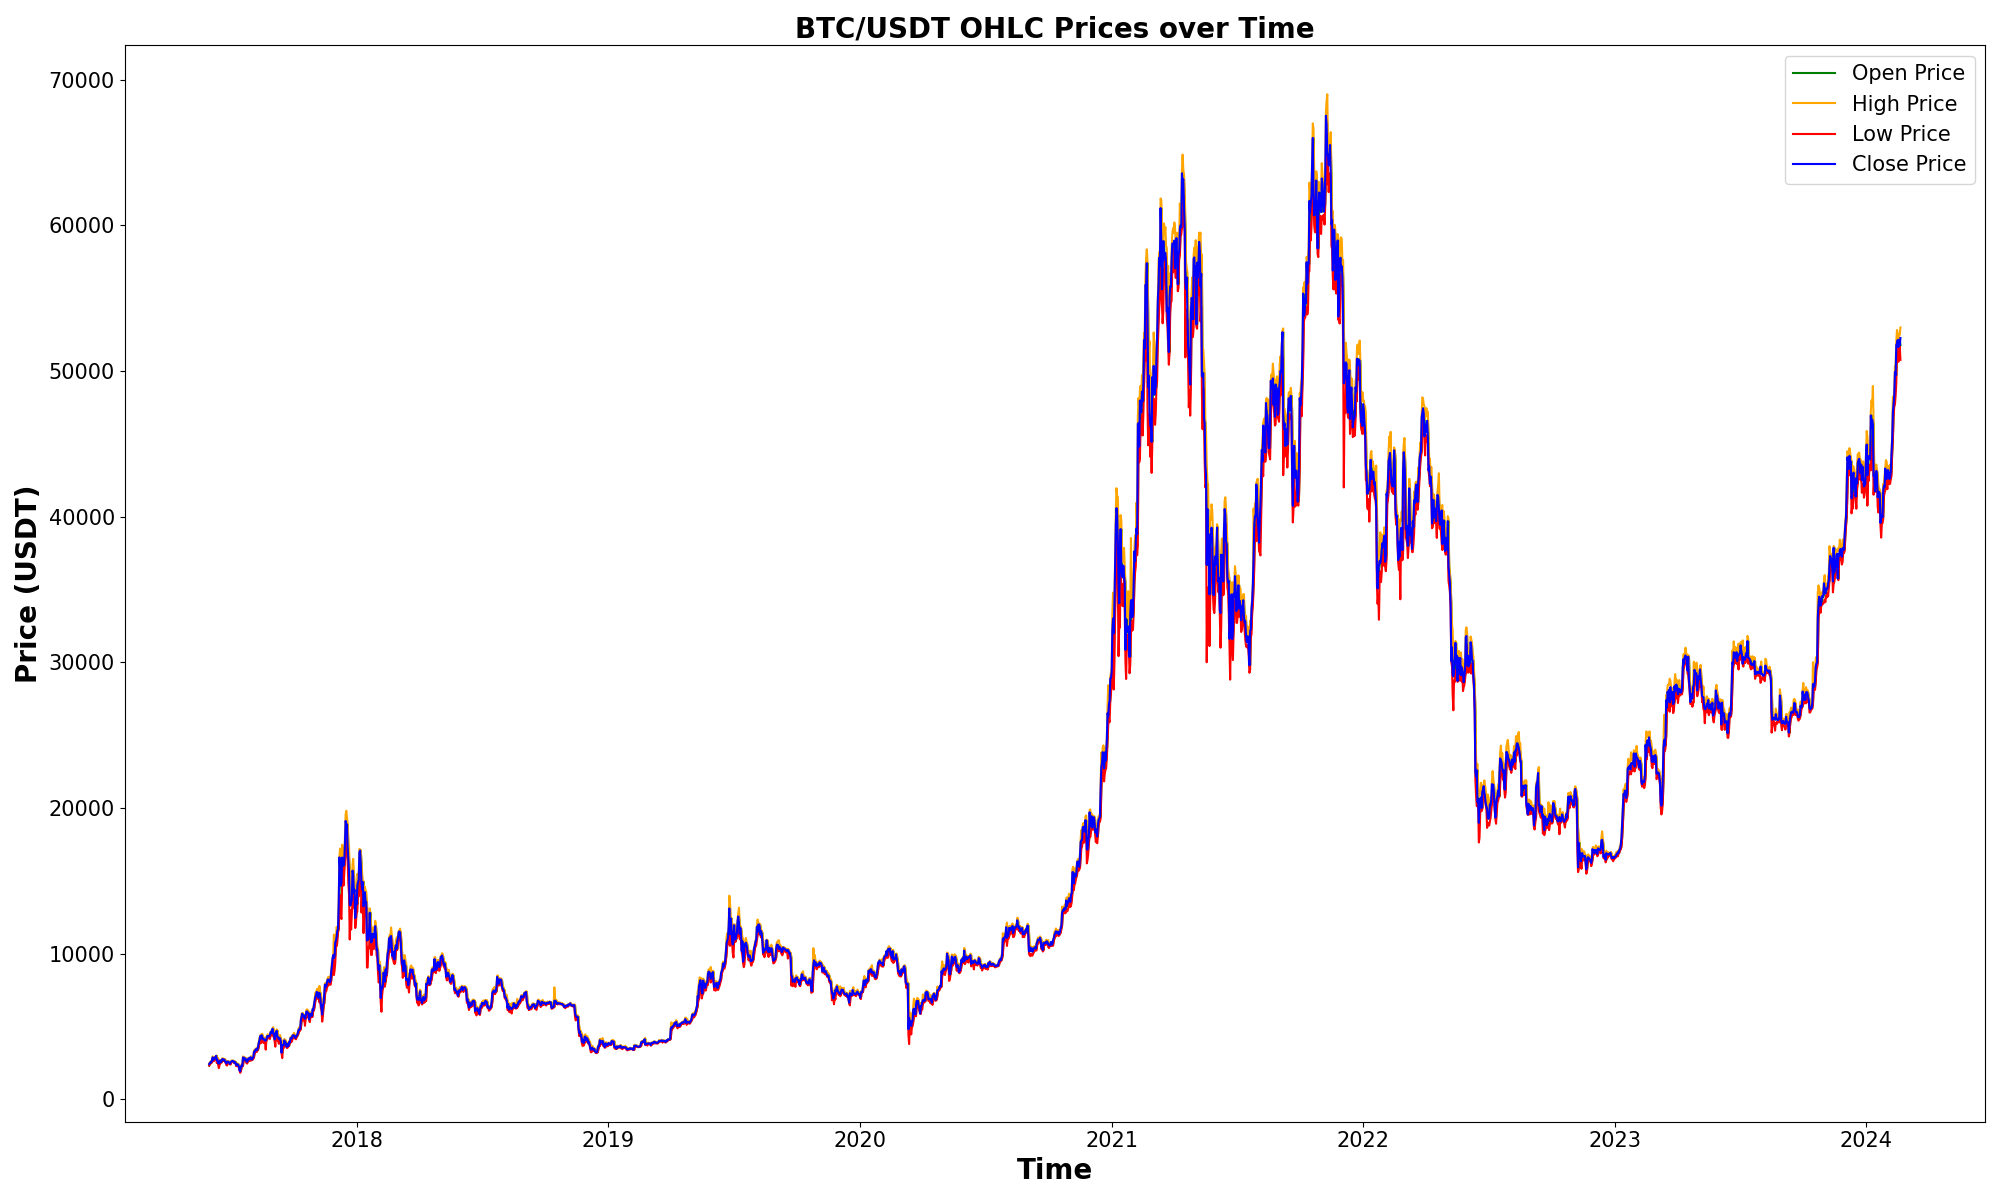 BTC/USDT OHLC Prices over Time
Open Price
High Price
Low Price
Close Price
Price (USDT)
70000
60000
50000
40000
30000
20000
10000
0
2018 2019 2020 2021 2022 2023 2024
Time